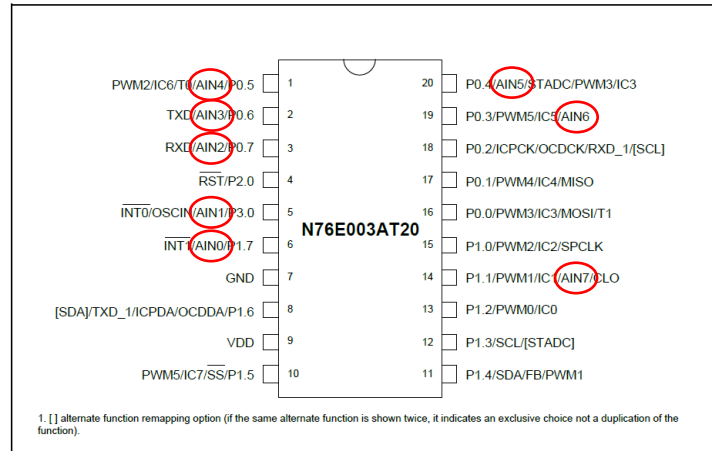 PWM2/IC6/T0/AIN4/P0.5 1 20 P0.4/AIN5/STADC/PWM3/IC3
TXD/AIN3/P0.6 2 19 P0.3/PWM5/IC5/AIN6
RXD/AIN2/P0.7 3 18 P0.2/ICPCK/OCDCK/RXD_1/[SCL]
RST/P2.0 4 17 P0.1/PWM4/IC4/MISO
INT0/OSCIN/AIN1/P3.0 5 16 P0.0/PWM3/IC3/MOSI/T1
N76E003AT20
INT1/AIN0/P1.7 6 15 P1.0/PWM2/IC2/SPCLK
GND 7 14 P1.1/PWM1/IC1/AIN7/CLO
[SDA]/TXD_1/ICPDA/OCDDA/P1.6 8 13 P1.2/PWM0/IC0
VDD 9 12 P1.3/SCL/[STADC]
PWM5/IC7/SS/P1.5 10 11 P1.4/SDA/FB/PWM1
1. [ ] alternate function remapping option (if the same alternate function is shown twice, it indicates an exclusive choice not a duplication of the
function).